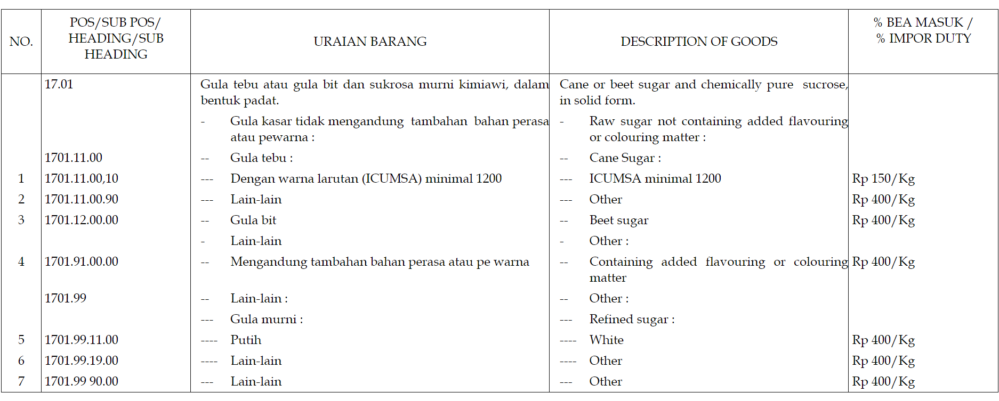 NO.
POS/SUB POS/
HEADING/SUB
HEADING
URAIAN BARANG
DESCRIPTION OF GOODS
% BEA MASUK /
% IMPOR DUTY
17.01
Gula tebu atau gula bit dan sukrosa murni kimiawi, dalam
bentuk padat.
Cane or beet sugar and chemically pure sucrose,
in solid form.
- Gula kasar tidak mengandung tambahan bahan perasa
atau pewarna :
- Raw sugar not containing added flavouring
or colouring matter :
1701.11.00 -- Gula tebu : -- Cane Sugar :
1 1701.11.00,10 --- Dengan warna larutan (ICUMSA) minimal 1200 --- ICUMSA minimal 1200 Rp 150/Kg
2 1701.11.00.90 --- Lain-lain --- Other Rp 400/Kg
3 1701.12.00.00 -- Gula bit -- Beet sugar Rp 400/Kg
- Lain-lain - Other :
4 1701.91.00.00 -- Mengandung tambahan bahan perasa atau pe warna -- Containing added flavouring or colouring Rp 400/Kg
matter
1701.99 -- Lain-lain : -- Other :
--- Gula murni : --- Refined sugar :
5 1701.99.11.00 ---- Putih ---- White Rp 400/Kg
6 1701.99.19.00 ---- Lain-lain ---- Other Rp 400/Kg
7 1701.99 90.00 --- Lain-lain --- Other Rp 400/Kg